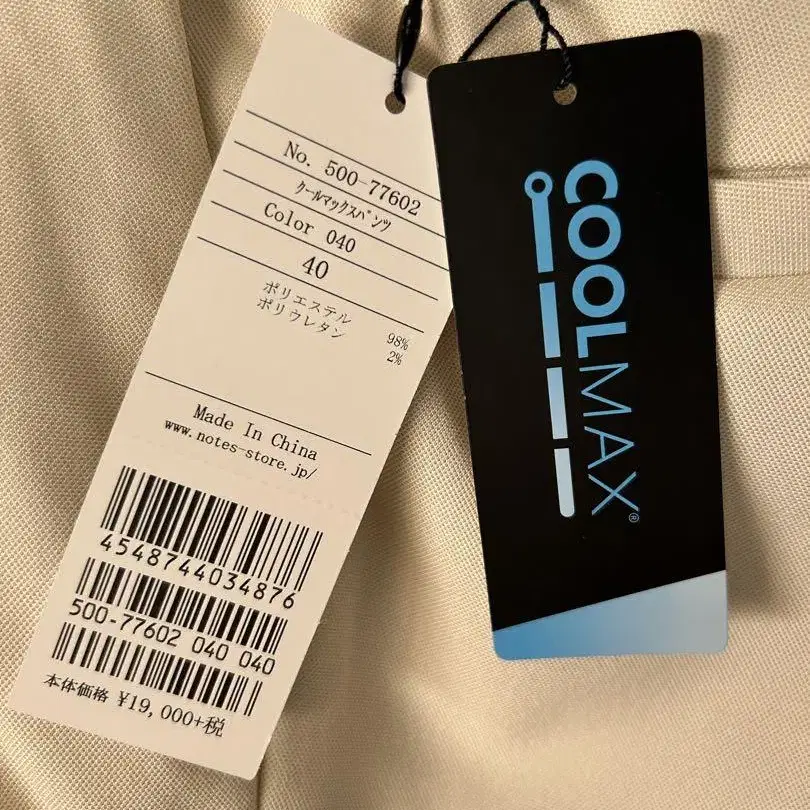 No. 500-77602
ｸｰﾙﾏｯｸｽﾊﾟﾝﾂ
Color 040
40
ポリエステル 98%
ポリウレタン 2%
Made In China
www.notes-store.jp/
4548744034876
500-77602 040 040
本体価格 ¥19,000+税
COOLMAX®